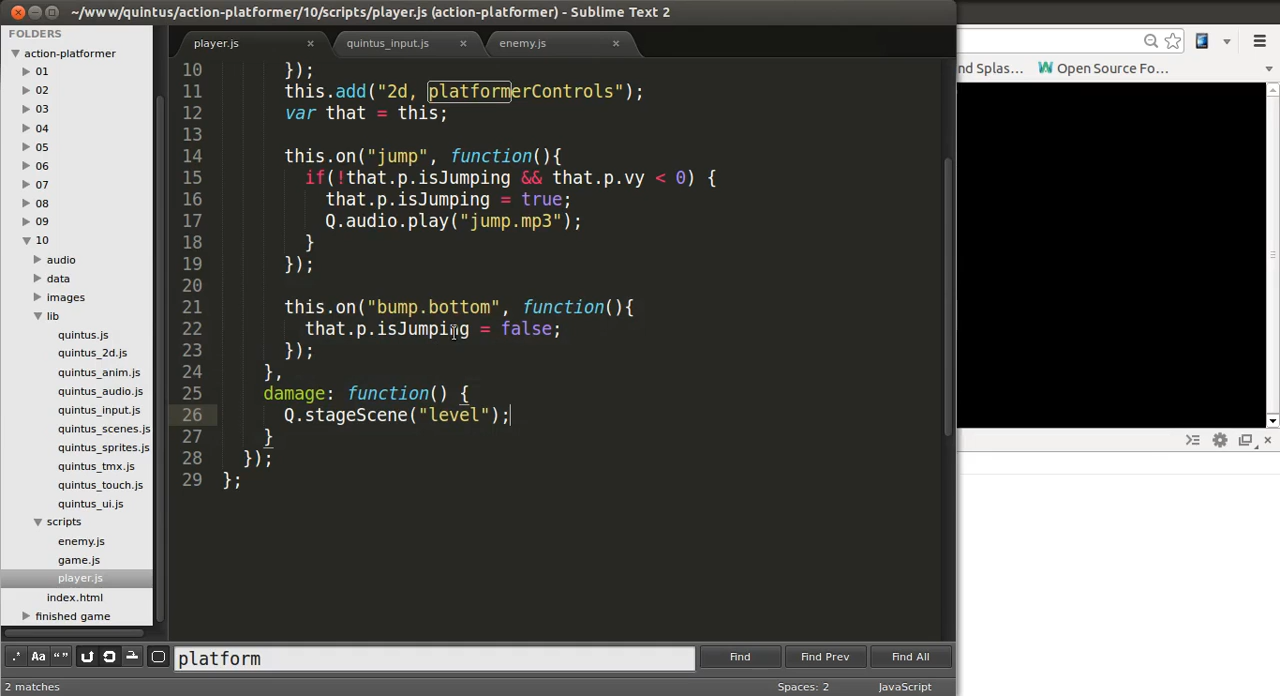 ~/www/quintus/action-platformer/10/scripts/player.js (action-platformer) - Sublime Text 2
FOLDERS
action-platformer
01
02
03
04
05
06
07
08
09
10
audio
data
images
lib
quintus.js
quintus_2d.js
quintus_anim.js
quintus_audio.js
quintus_input.js
quintus_scenes.js
quintus_sprites.js
quintus_tmx.js
quintus_touch.js
quintus_ui.js
scripts
enemy.js
game.js
player.js
index.html
finished game
player.js × quintus_input.js × enemy.js ×
10 });
11 this.add("2d, platformerControls");
12 var that = this;
13
14 this.on("jump", function(){
15 if(!that.p.isJumping && that.p.vy < 0) {
16 that.p.isJumping = true;
17 Q.audio.play("jump.mp3");
18 }
19 });
20
21 this.on("bump.bottom", function(){
22 that.p.isJumping = false;
23 });
24 },
25 damage: function() {
26 Q.stageScene("level");
27 }
28 });
29 };
nd Splas... Open Source Fo...
.* Aa “ ” platform Find Find Prev Find All
2 matches Spaces: 2 JavaScript